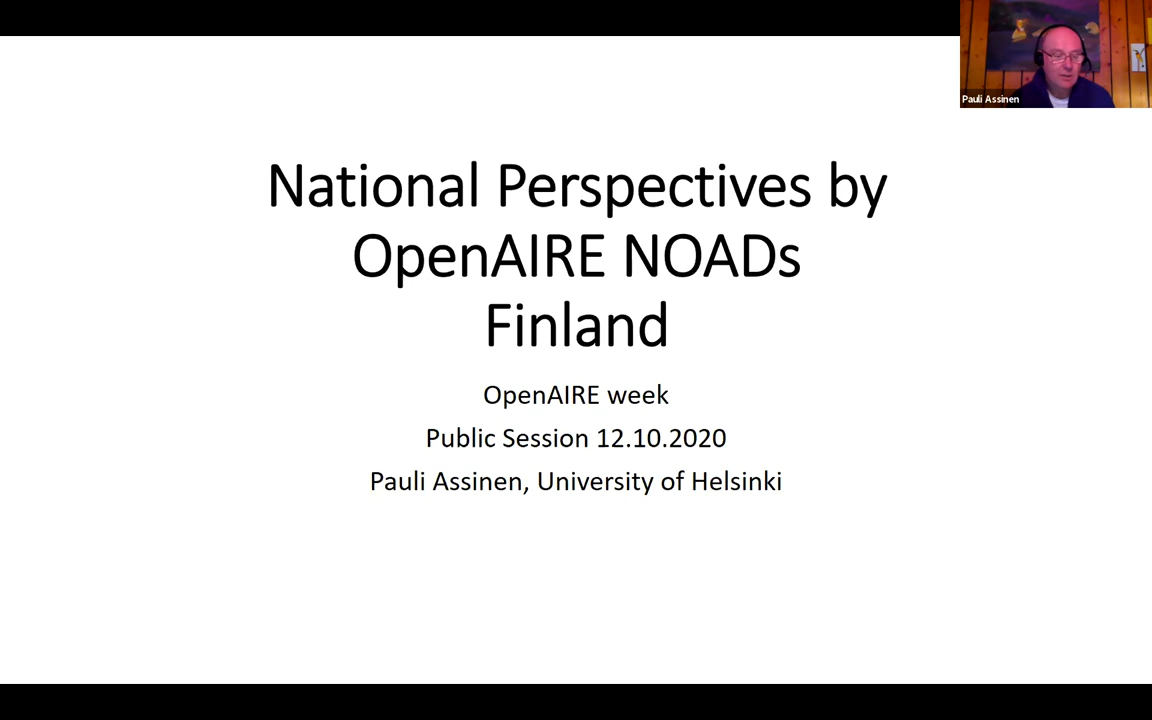 Pauli Assinen
National Perspectives by
OpenAIRE NOADs
Finland
OpenAIRE week
Public Session 12.10.2020
Pauli Assinen, University of Helsinki